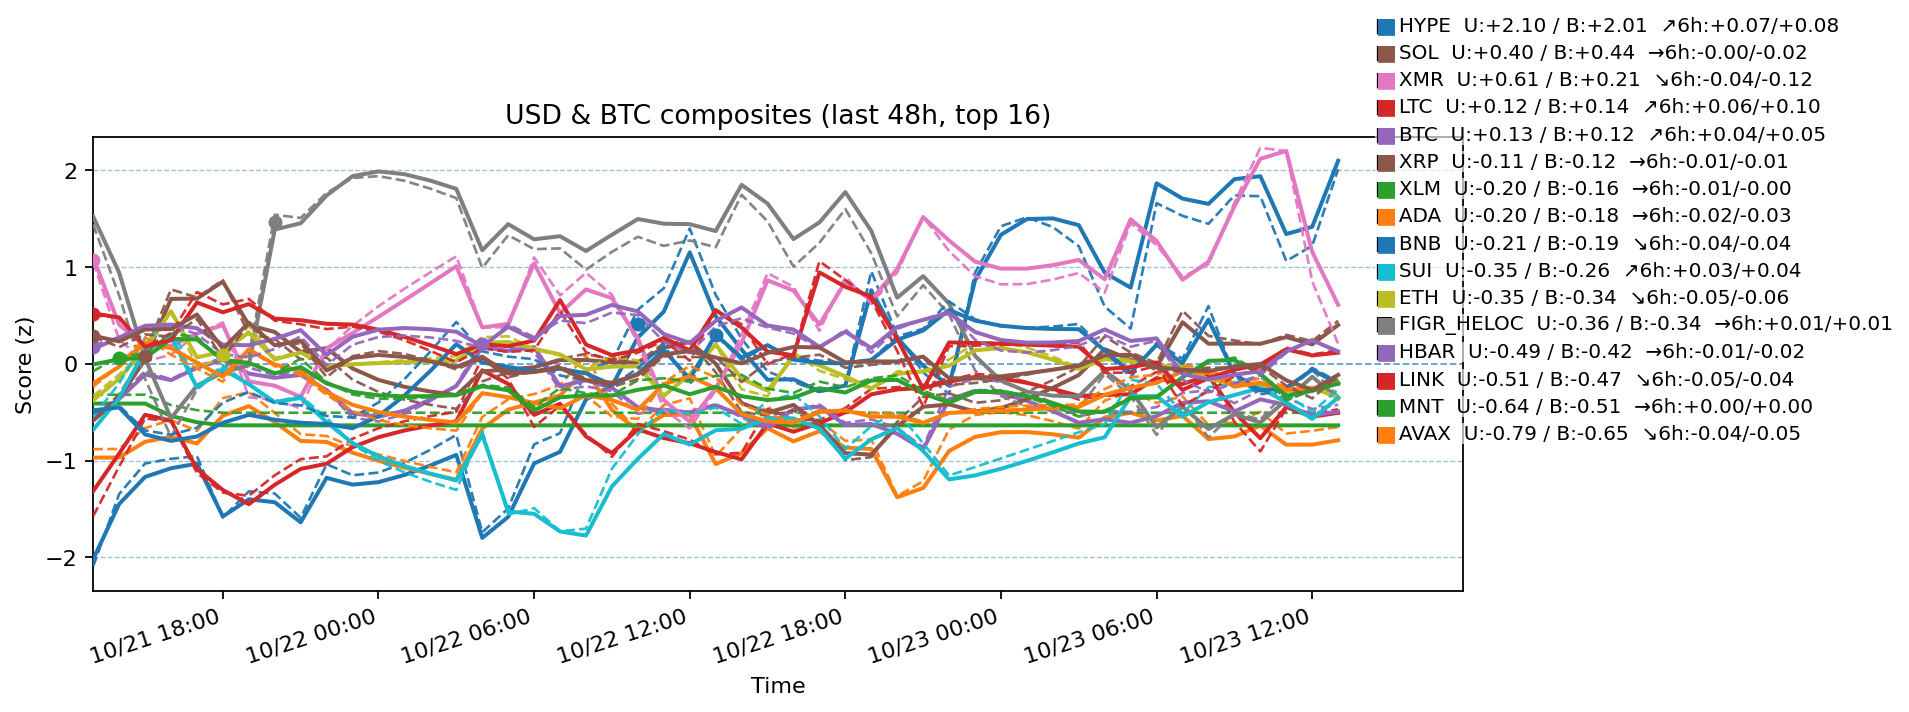 HYPE  U:+2.10 / B:+2.01  ↗6h:+0.07/+0.08
SOL  U:+0.40 / B:+0.44  →6h:-0.00/-0.02
XMR  U:+0.61 / B:+0.21  ↘6h:-0.04/-0.12
LTC  U:+0.12 / B:+0.14  ↗6h:+0.06/+0.10
BTC  U:+0.13 / B:+0.12  ↗6h:+0.04/+0.05
XRP  U:-0.11 / B:-0.12  →6h:-0.01/-0.01
XLM  U:-0.20 / B:-0.16  →6h:-0.01/-0.00
ADA  U:-0.20 / B:-0.18  →6h:-0.02/-0.03
BNB  U:-0.21 / B:-0.19  ↘6h:-0.04/-0.04
SUI  U:-0.35 / B:-0.26  ↗6h:+0.03/+0.04
ETH  U:-0.35 / B:-0.34  ↘6h:-0.05/-0.06
FIGR_HELOC  U:-0.36 / B:-0.34  →6h:+0.01/+0.01
HBAR  U:-0.49 / B:-0.42  →6h:-0.01/-0.02
LINK  U:-0.51 / B:-0.47  ↘6h:-0.05/-0.04
MNT  U:-0.64 / B:-0.51  →6h:+0.00/+0.00
AVAX  U:-0.79 / B:-0.65  ↘6h:-0.04/-0.05
USD & BTC composites (last 48h, top 16)
Score (z)
2
1
0
−1
−2
10/21 18:00
10/22 00:00
10/22 06:00
10/22 12:00
10/22 18:00
10/23 00:00
10/23 06:00
10/23 12:00
Time